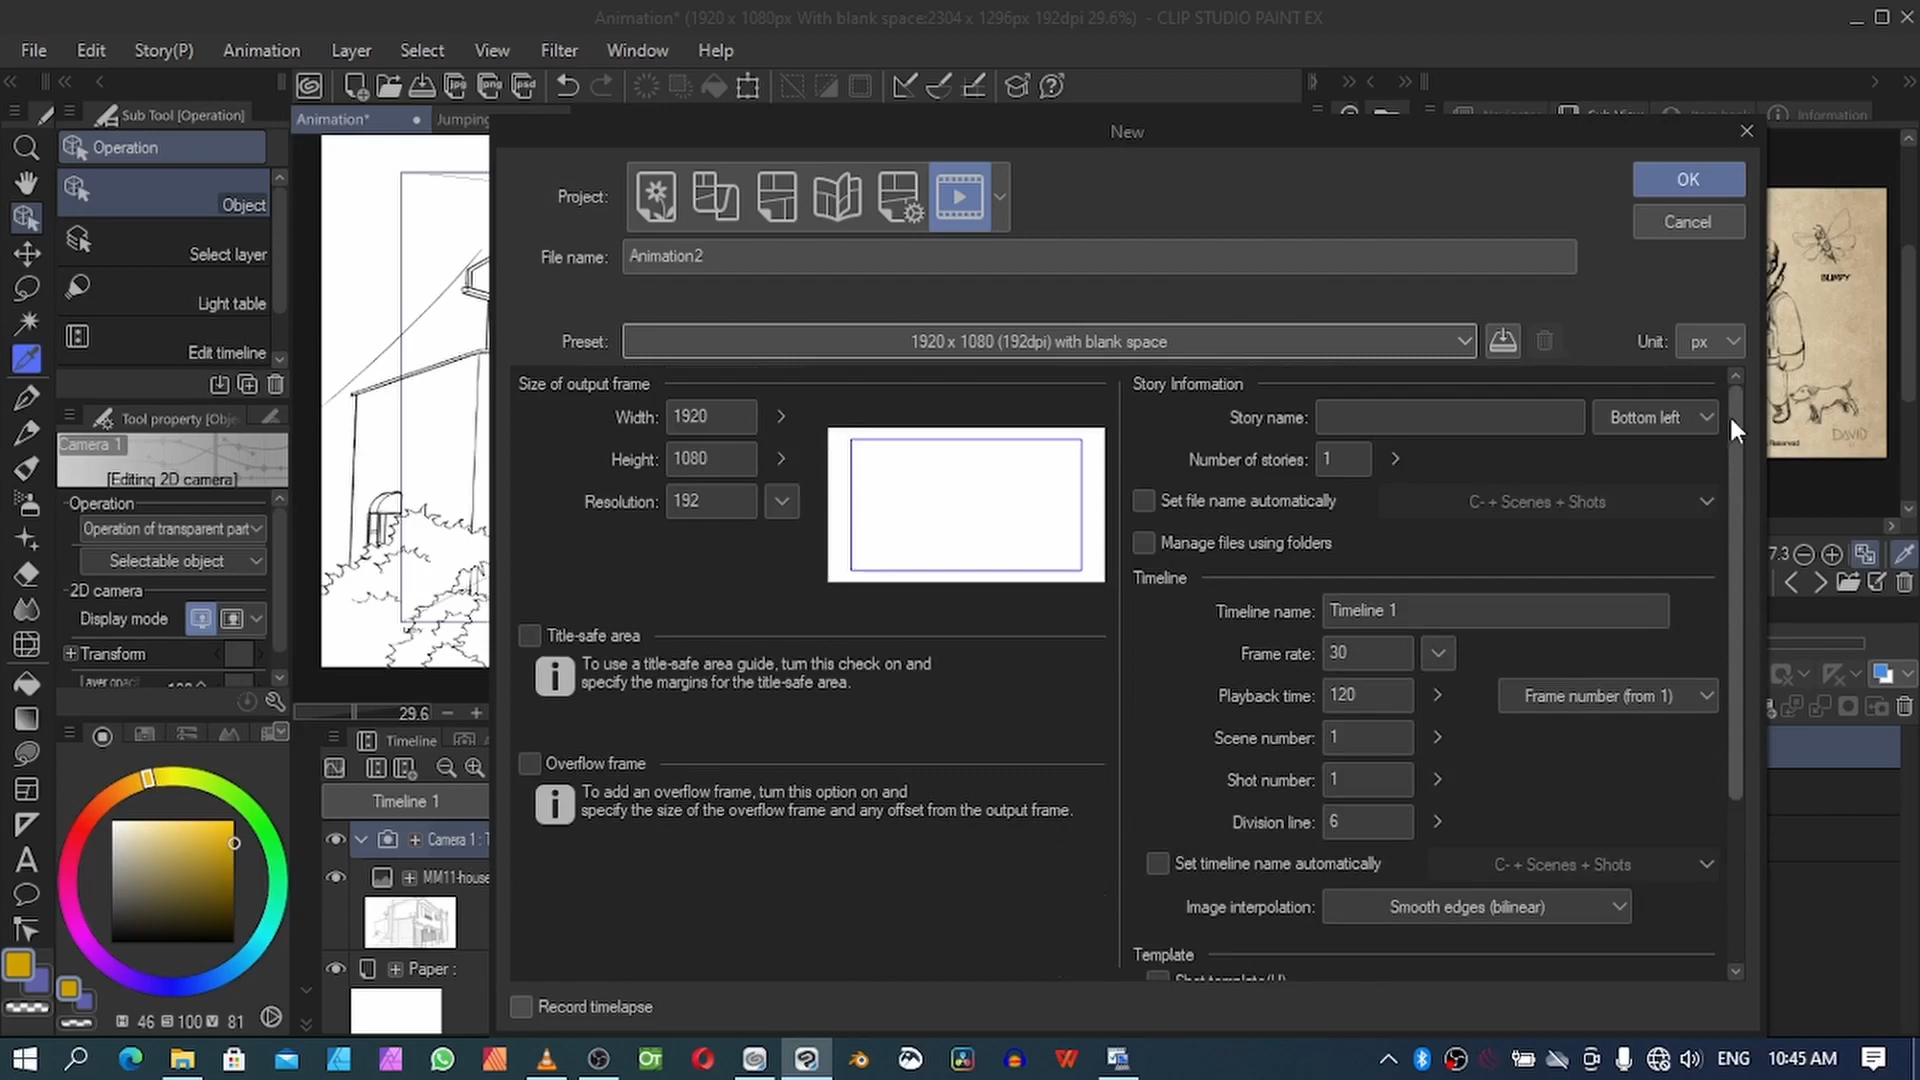 Animation* (1920 x 1080px With blank space:2304 x 1296px 192dpi 29.6%) - CLIP STUDIO PAINT EX
File Edit Story(P) Animation Layer Select View Filter Window Help
jpg png psd
Sub Tool [Operation]
Animation* Jumping
Information
Operation
Object
Select layer
Light table
Edit timeline
Camera 1
[Editing 2D camera]
Operation
Operation of transparent part
Selectable object
2D camera
Display mode
Transform
29.6
Timeline
Timeline 1
Camera 1 : T
MM11-house
Paper :
H 46 S 100 V 81
New
Project:
OK
Cancel
File name: Animation2
Preset: 1920 x 1080 (192dpi) with blank space
Unit: px
Size of output frame
Width: 1920
Height: 1080
Resolution: 192
Title-safe area
To use a title-safe area guide, turn this check on and
specify the margins for the title-safe area.
Overflow frame
To add an overflow frame, turn this option on and
specify the size of the overflow frame and any offset from the output frame.
Record timelapse
Story Information
Story name: Bottom left
Number of stories: 1
Set file name automatically C- + Scenes + Shots
Manage files using folders
Timeline
Timeline name: Timeline 1
Frame rate: 30
Playback time: 120 Frame number (from 1)
Scene number: 1
Shot number: 1
Division line: 6
Set timeline name automatically C- + Scenes + Shots
Image interpolation: Smooth edges (bilinear)
Template
BUMPY
DAVID
7.3
ENG 10:45 AM